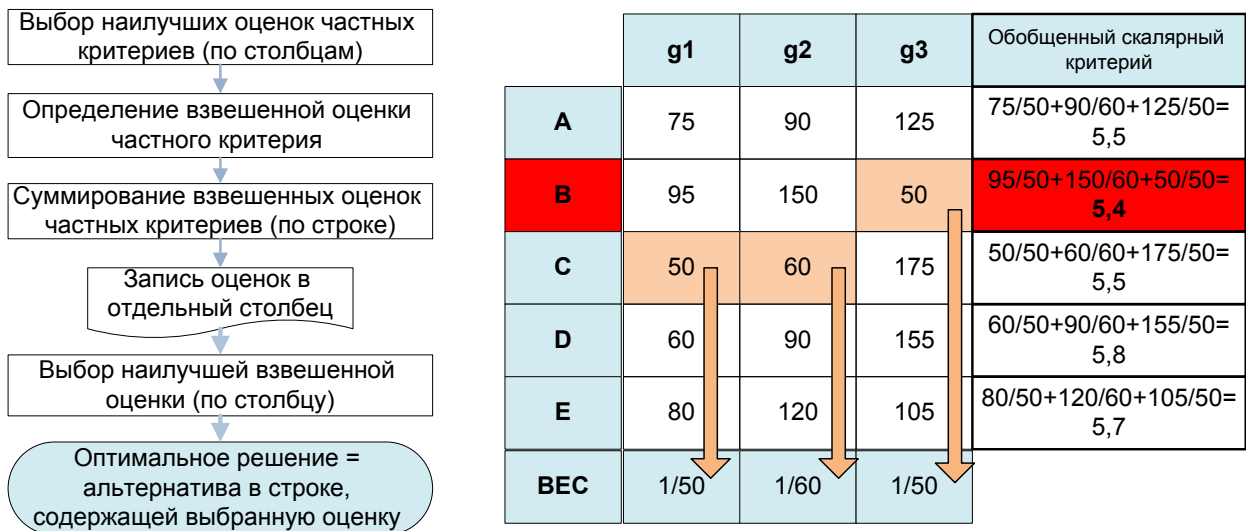 Выбор наилучших оценок частных
критериев (по столбцам)
Определение взвешенной оценки
частного критерия
Суммирование взвешенных оценок
частных критериев (по строке)
Запись оценок в
отдельный столбец
Выбор наилучшей взвешенной
оценки (по столбцу)
Оптимальное решение =
альтернатива в строке,
содержащей выбранную оценку
g1 g2 g3 Обобщенный скалярный
критерий
A 75 90 125 75/50+90/60+125/50=
5,5
B 95 150 50 95/50+150/60+50/50=
5,4
C 50 60 175 50/50+60/60+175/50=
5,5
D 60 90 155 60/50+90/60+155/50=
5,8
E 80 120 105 80/50+120/60+105/50=
5,7
ВЕС 1/50 1/60 1/50